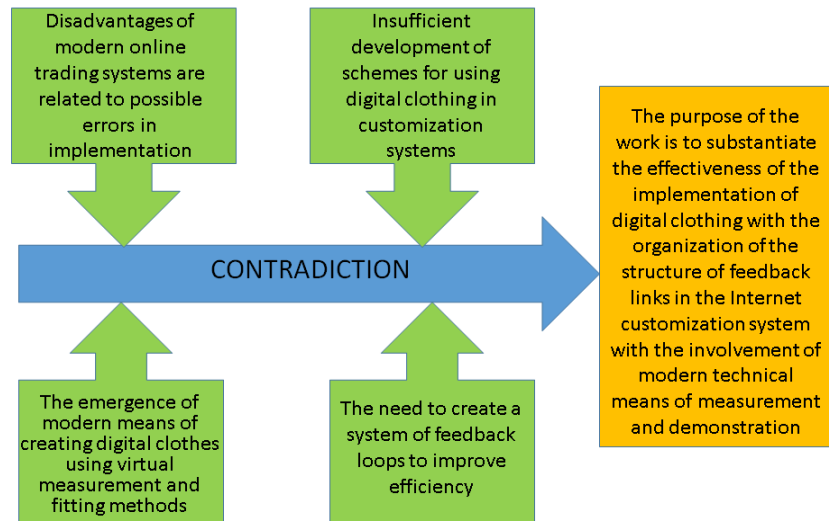 Disadvantages of
modern online
trading systems are
related to possible
errors in
implementation
Insufficient
development of
schemes for using
digital clothing in
customization
systems
CONTRADICTION
The emergence of
modern means of
creating digital clothes
using virtual
measurement and
fitting methods
The need to create a
system of feedback
loops to improve
efficiency
The purpose of the
work is to substantiate
the effectiveness of the
implementation of
digital clothing with the
organization of the
structure of feedback
links in the Internet
customization system
with the involvement of
modern technical
means of measurement
and demonstration